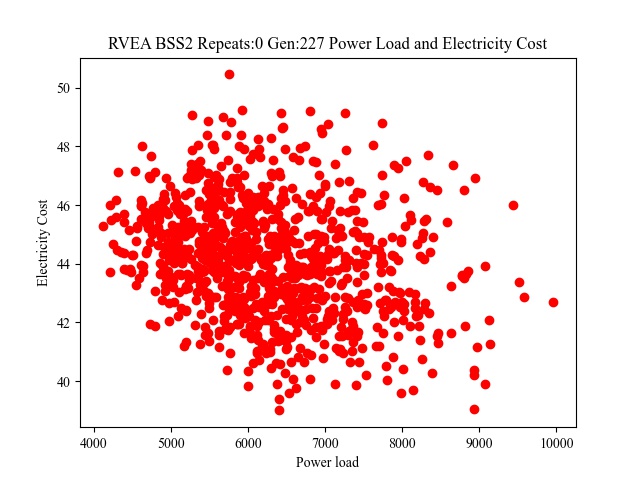 RVEA BSS2 Repeats:0 Gen:227 Power Load and Electricity Cost
50
48
46
44
42
40
Electricity Cost
4000 5000 6000 7000 8000 9000 10000
Power load